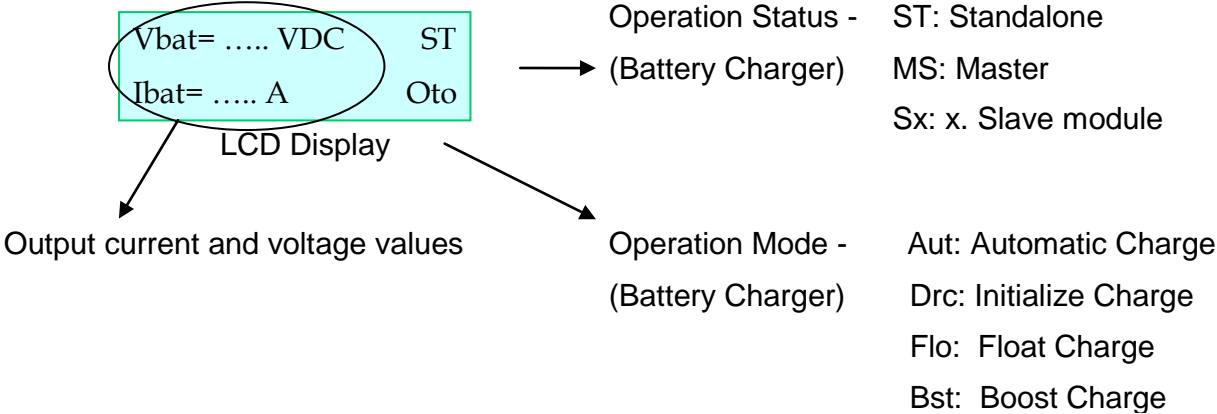 Vbat= ….. VDC ST
Ibat= ….. A Oto
LCD Display
Output current and voltage values
Operation Status - ST: Standalone
(Battery Charger) MS: Master
Sx: x. Slave module
Operation Mode - Aut: Automatic Charge
(Battery Charger) Drc: Initialize Charge
Flo: Float Charge
Bst: Boost Charge